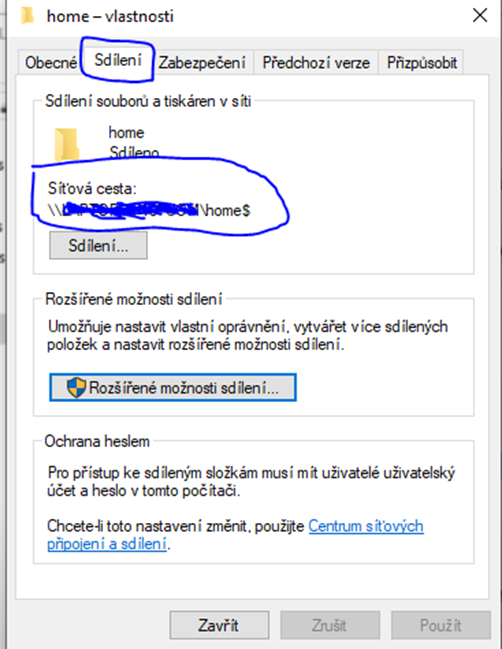 home – vlastnosti
Obecné Sdílení Zabezpečení Předchozí verze Přizpůsobit
Sdílení souborů a tiskáren v síti
home
Sdíleno
Síťová cesta:
\\ \home$
Sdílení...
Rozšířené možnosti sdílení
Umožňuje nastavit vlastní oprávnění, vytvářet více sdílených
položek a nastavit rozšířené možnosti sdílení.
Rozšířené možnosti sdílení...
Ochrana heslem
Pro přístup ke sdíleným složkám musí mít uživatelé uživatelský
účet a heslo v tomto počítači.
Chcete-li toto nastavení změnit, použijte Centrum síťových
připojení a sdílení.
Zavřít Zrušit Použít